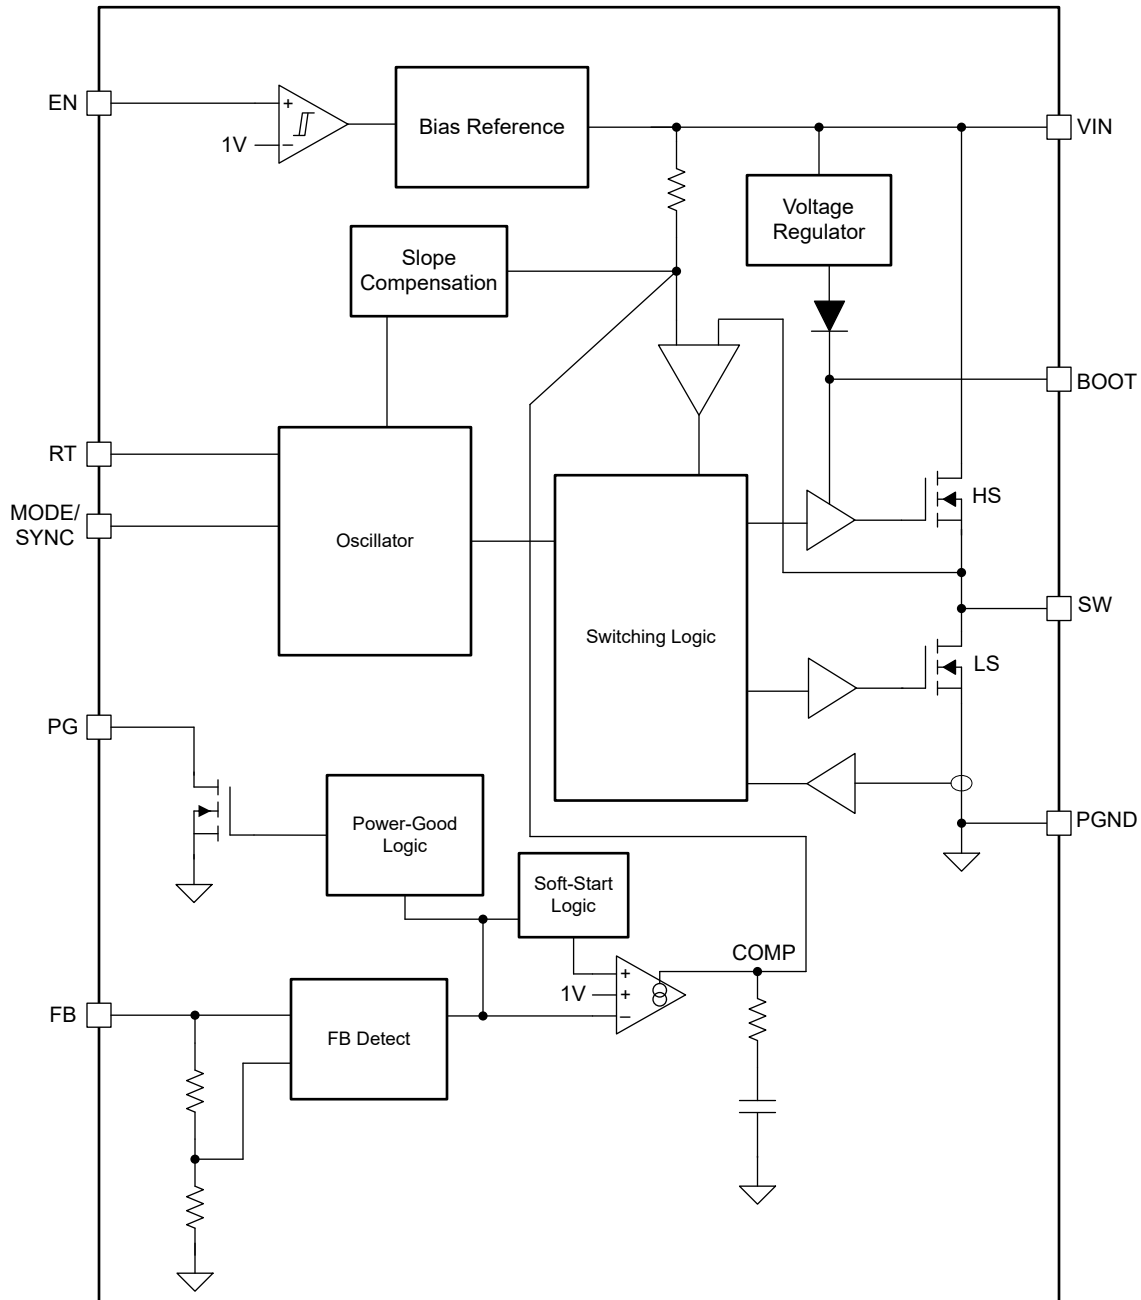 EN
+
1V
−
Bias Reference
VIN
Voltage
Regulator
Slope
Compensation
BOOT
RT
MODE/
SYNC
Oscillator
HS
SW
Switching Logic
LS
PG
Power-Good
Logic
PGND
Soft-Start
Logic
COMP
+
1V
+
−
FB
FB Detect